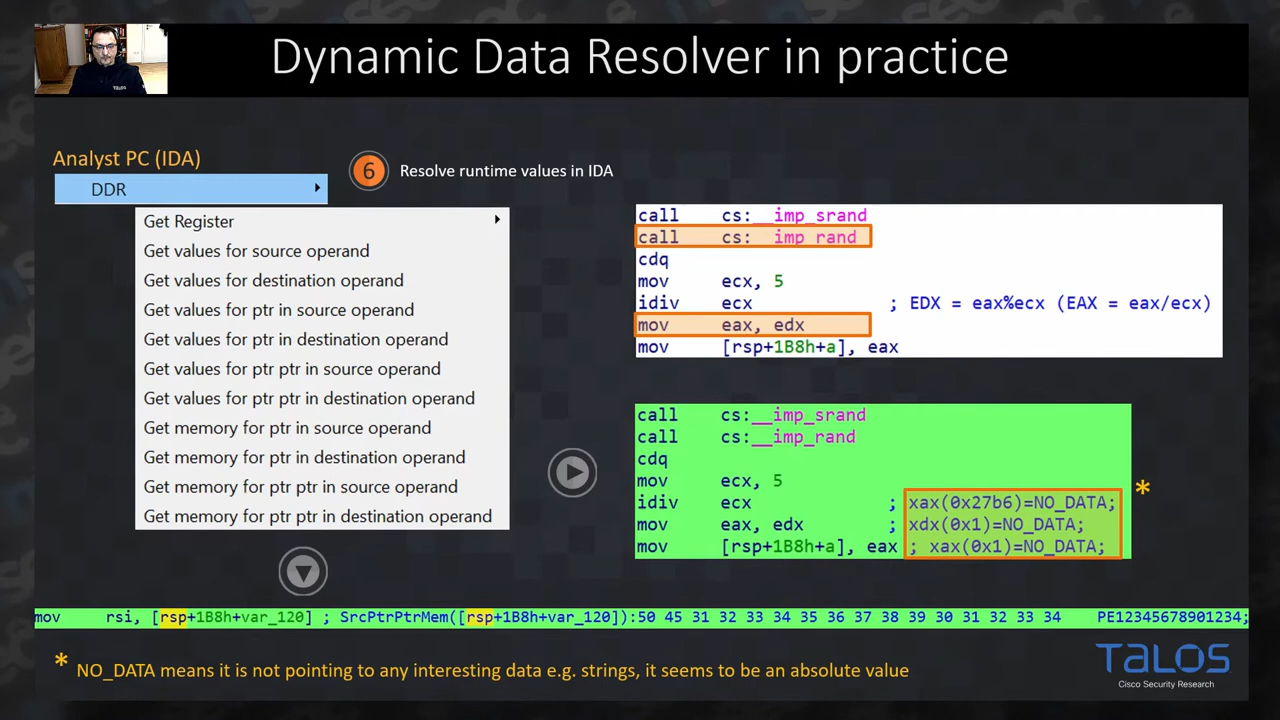 Dynamic Data Resolver in practice
TALOS
Analyst PC (IDA)
6
Resolve runtime values in IDA
DDR
Get Register
Get values for source operand
Get values for destination operand
Get values for ptr in source operand
Get values for ptr in destination operand
Get values for ptr ptr in source operand
Get values for ptr ptr in destination operand
Get memory for ptr in source operand
Get memory for ptr in destination operand
Get memory for ptr ptr in source operand
Get memory for ptr ptr in destination operand
call cs:__imp_srand
call cs:__imp_rand
cdq
mov ecx, 5
idiv ecx ; EDX = eax%ecx (EAX = eax/ecx)
mov eax, edx
mov [rsp+1B8h+a], eax
call cs:__imp_srand
call cs:__imp_rand
cdq
mov ecx, 5
idiv ecx ; xax(0x27b6)=NO_DATA;
mov eax, edx ; xdx(0x1)=NO_DATA;
mov [rsp+1B8h+a], eax ; xax(0x1)=NO_DATA;
*
mov rsi, [rsp+1B8h+var_120] ; SrcPtrPtrMem([rsp+1B8h+var_120]):50 45 31 32 33 34 35 36 37 38 39 30 31 32 33 34 PE12345678901234;
* NO_DATA means it is not pointing to any interesting data e.g. strings, it seems to be an absolute value
TALOS
Cisco Security Research